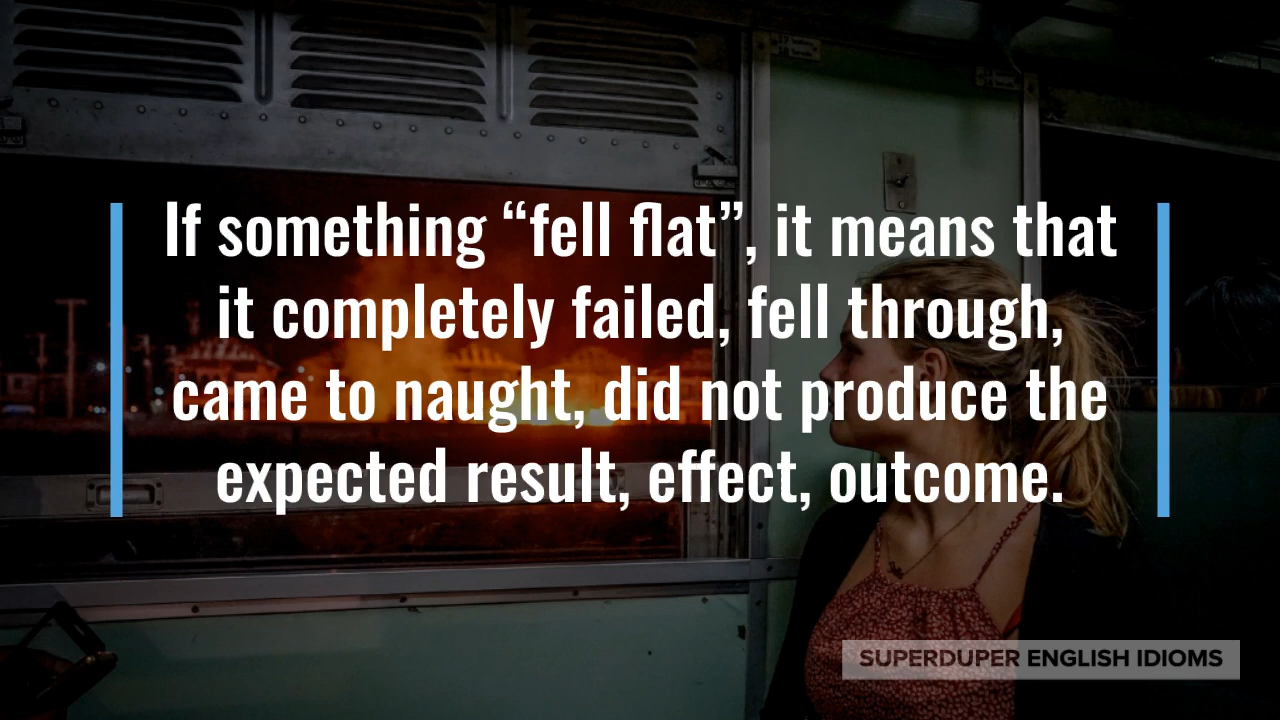 If something “fell flat”, it means that
it completely failed, fell through,
came to naught, did not produce the
expected result, effect, outcome.
SUPERDUPER ENGLISH IDIOMS